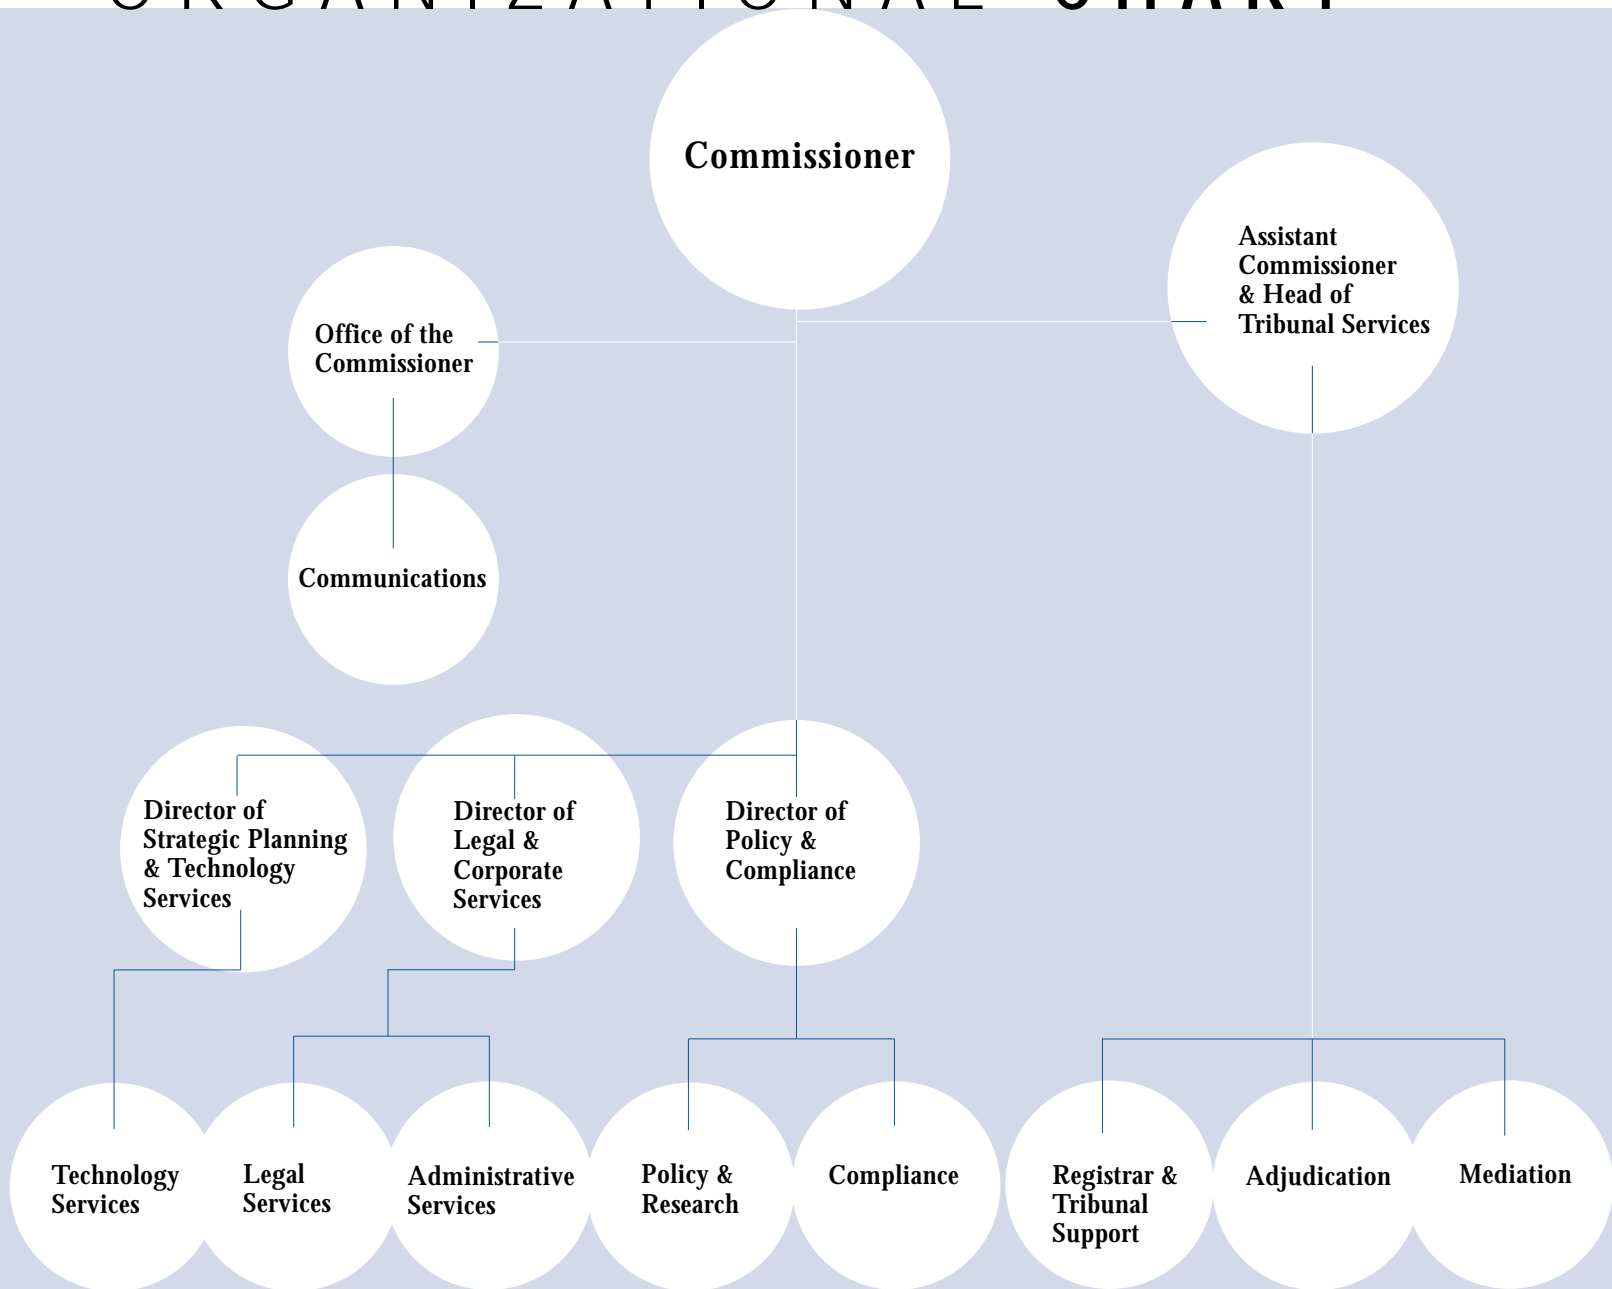 ORGANIZATIONAL CHART
Commissioner
Assistant
Commissioner
& Head of
Tribunal Services
Office of the
Commissioner
Communications
Director of
Strategic Planning
& Technology
Services
Director of
Legal &
Corporate
Services
Director of
Policy &
Compliance
Technology
Services
Legal
Services
Administrative
Services
Policy &
Research
Compliance
Registrar &
Tribunal
Support
Adjudication
Mediation